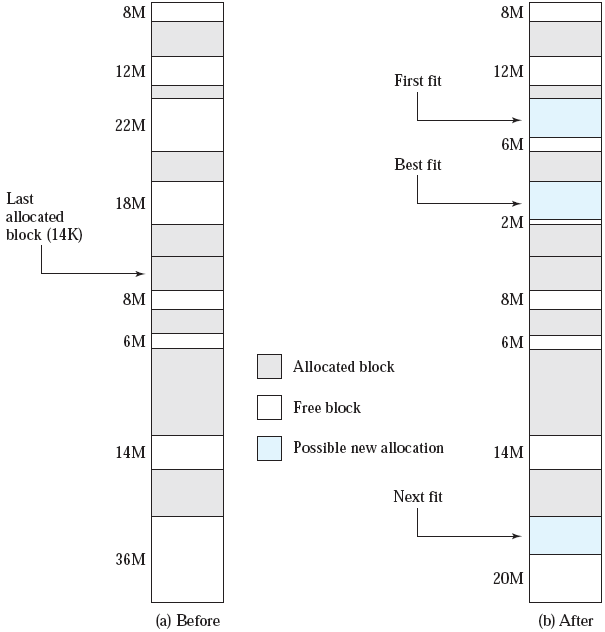 8M
12M
22M
18M
Last
allocated
block (14K)
8M
6M
14M
36M
(a) Before
Allocated block
Free block
Possible new allocation
8M
12M
First fit
6M
Best fit
2M
8M
6M
14M
Next fit
20M
(b) After